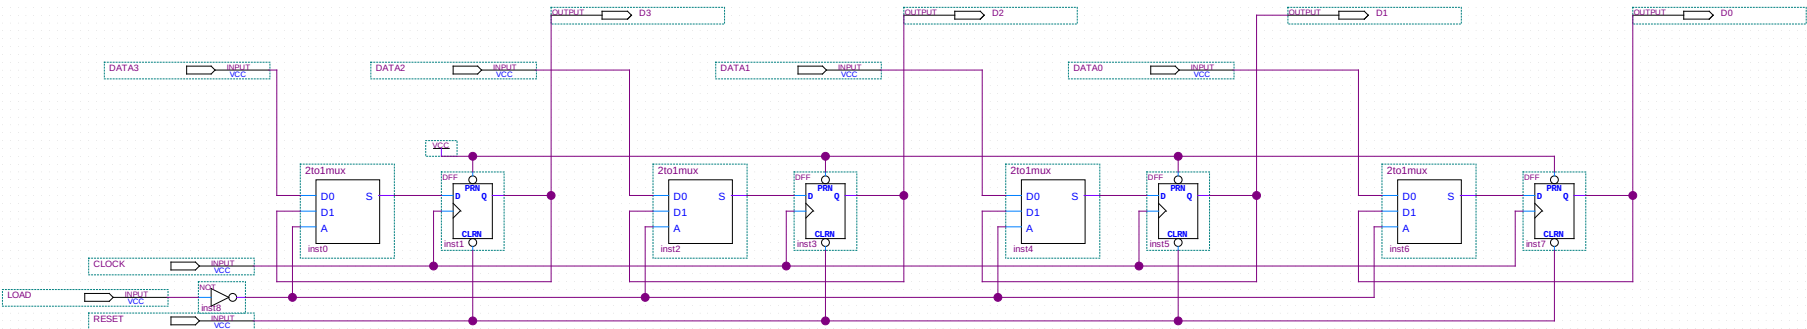 OUTPUT D3 OUTPUT D2 OUTPUT D1 OUTPUT D0
DATA3 INPUT DATA2 INPUT DATA1 INPUT DATA0 INPUT
VCC VCC VCC VCC
VCC
2to1mux DFF 2to1mux DFF 2to1mux DFF 2to1mux DFF
PRN PRN PRN PRN
D0 S D Q D0 S D Q D0 S D Q D0 S D Q
D1 D1 D1 D1
A CLRN A CLRN A CLRN A CLRN
inst0 inst1 inst2 inst3 inst4 inst5 inst6 inst7
CLOCK INPUT
VCC
NOT
LOAD INPUT
VCC
inst8
RESET INPUT
VCC